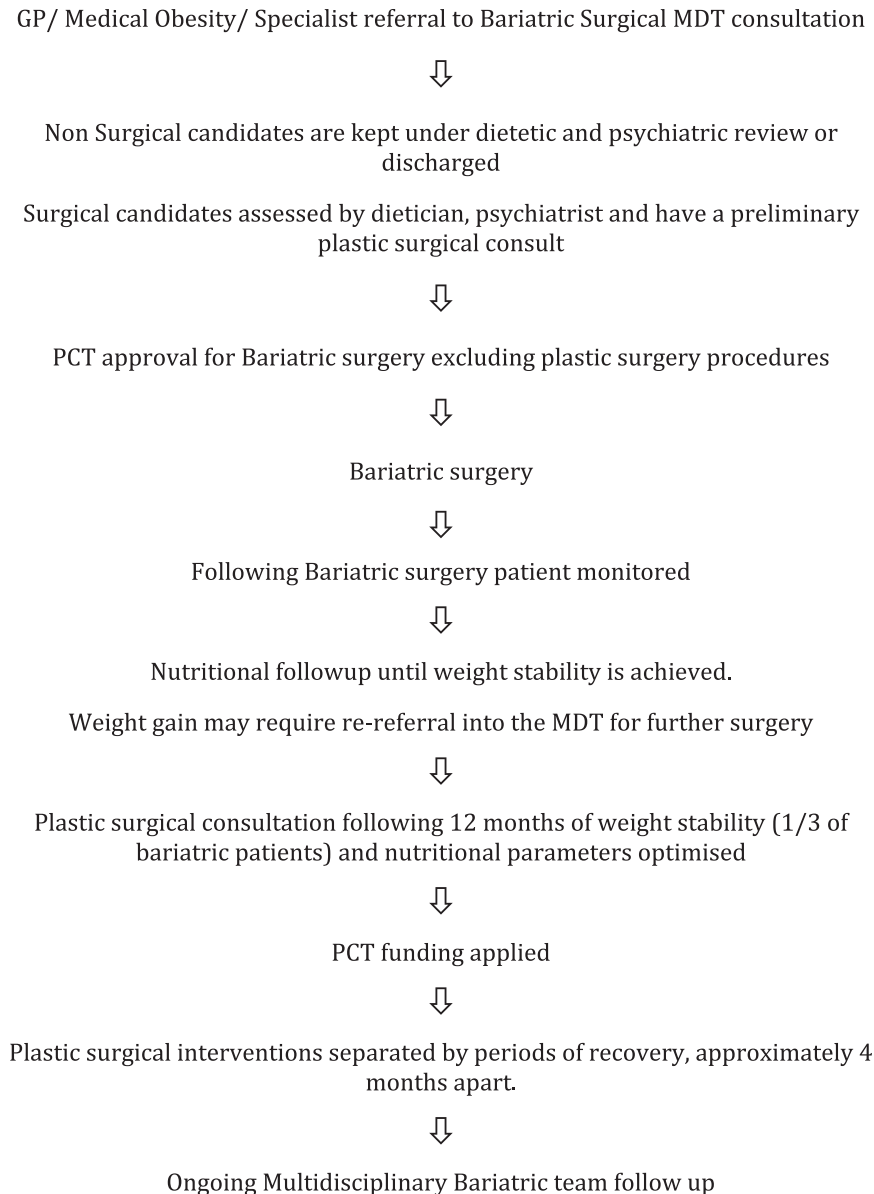 GP/ Medical Obesity/ Specialist referral to Bariatric Surgical MDT consultation
Non Surgical candidates are kept under dietetic and psychiatric review or
discharged
Surgical candidates assessed by dietician, psychiatrist and have a preliminary
plastic surgical consult
PCT approval for Bariatric surgery excluding plastic surgery procedures
Bariatric surgery
Following Bariatric surgery patient monitored
Nutritional followup until weight stability is achieved.
Weight gain may require re-referral into the MDT for further surgery
Plastic surgical consultation following 12 months of weight stability (1/3 of
bariatric patients) and nutritional parameters optimised
PCT funding applied
Plastic surgical interventions separated by periods of recovery, approximately 4
months apart.
Ongoing Multidisciplinary Bariatric team follow up